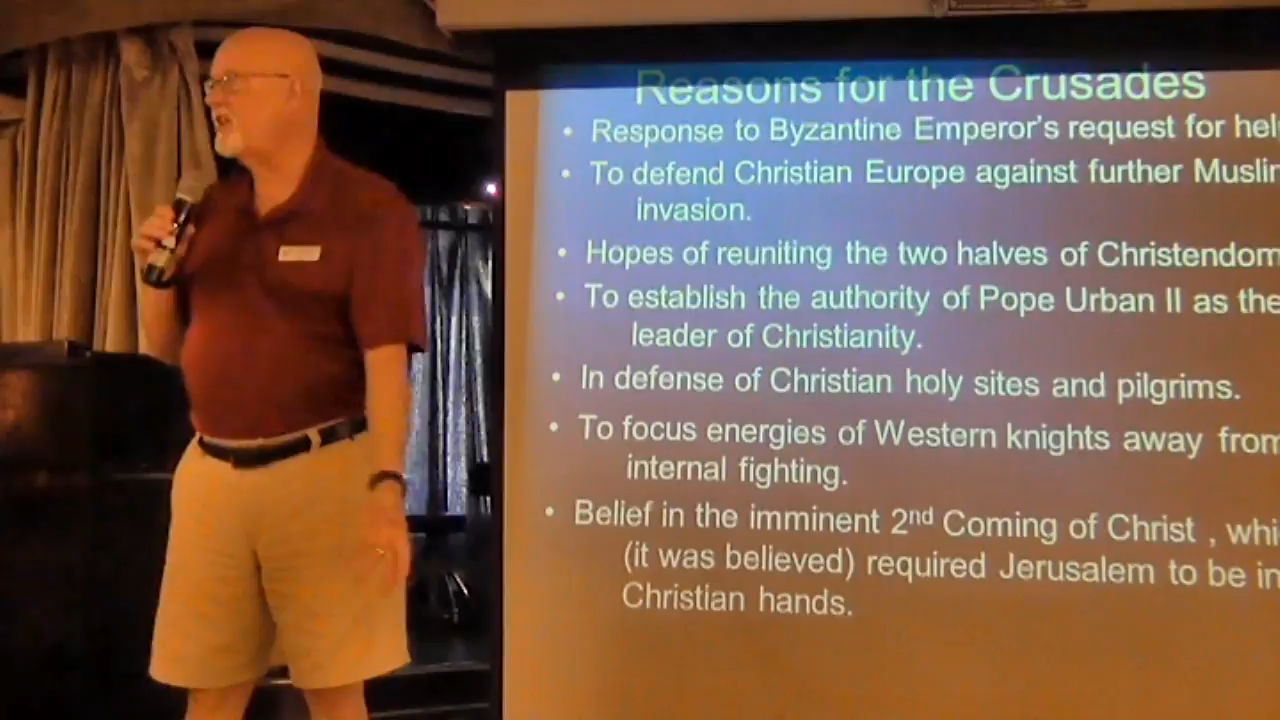 Reasons for the Crusades
• Response to Byzantine Emperor's request for hel
• To defend Christian Europe against further Muslim
invasion.
• Hopes of reuniting the two halves of Christendom
• To establish the authority of Pope Urban II as the
leader of Christianity.
• In defense of Christian holy sites and pilgrims.
• To focus energies of Western knights away from
internal fighting.
• Belief in the imminent 2nd Coming of Christ , whi
(it was believed) required Jerusalem to be in
Christian hands.